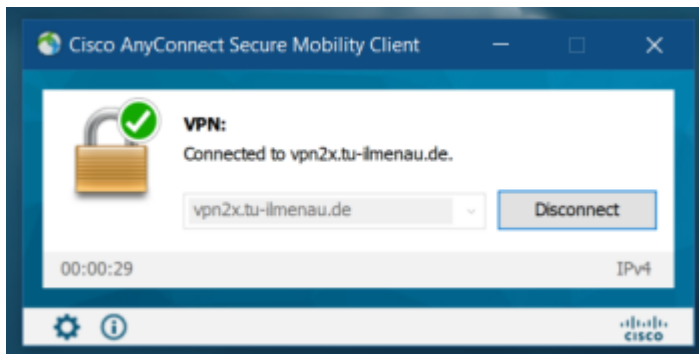 Cisco AnyConnect Secure Mobility Client
VPN:
Connected to vpn2x.tu-ilmenau.de.
vpn2x.tu-ilmenau.de
Disconnect
00:00:29
IPv4
CISCO